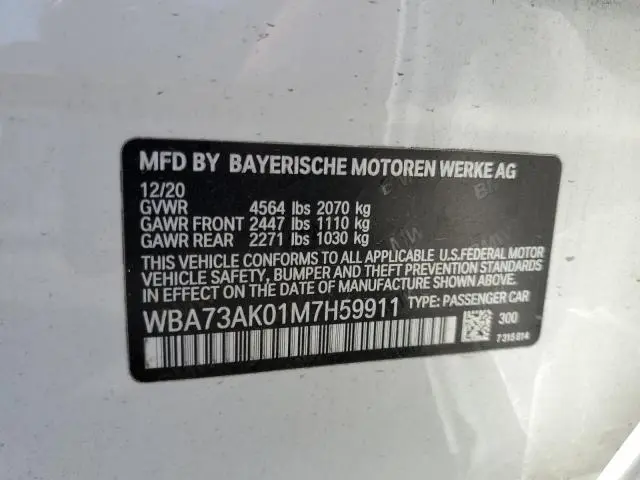 MFD BY BAYERISCHE MOTOREN WERKE AG
12/20
GVWR 4564 lbs 2070 kg
GAWR FRONT 2447 lbs 1110 kg
GAWR REAR 2271 lbs 1030 kg
THIS VEHICLE CONFORMS TO ALL APPLICABLE U.S.FEDERAL MOTOR
VEHICLE SAFETY, BUMPER AND THEFT PREVENTION STANDARDS
IN EFFECT ON THE DATE OF MANUFACTURE SHOWN ABOVE.
WBA73AK01M7H59911 TYPE: PASSENGER CAR
300
7315814